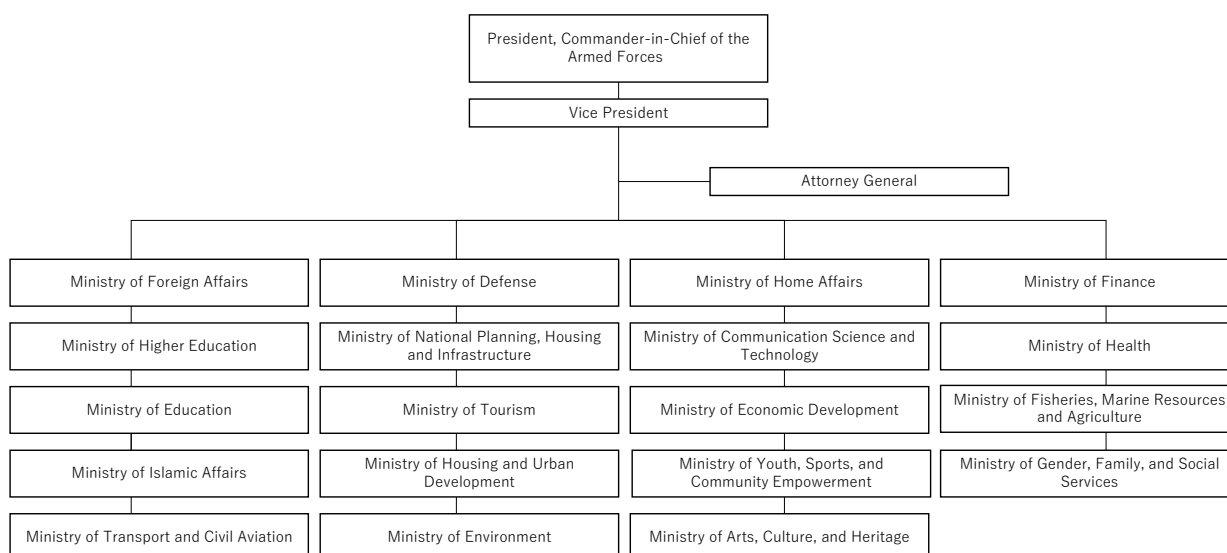 President, Commander-in-Chief of the
Armed Forces
Vice President
Attorney General
Ministry of Foreign Affairs
Ministry of Defense
Ministry of Home Affairs
Ministry of Finance
Ministry of Higher Education
Ministry of National Planning, Housing
and Infrastructure
Ministry of Communication Science and
Technology
Ministry of Health
Ministry of Education
Ministry of Tourism
Ministry of Economic Development
Ministry of Fisheries, Marine Resources
and Agriculture
Ministry of Islamic Affairs
Ministry of Housing and Urban
Development
Ministry of Youth, Sports, and
Community Empowerment
Ministry of Gender, Family, and Social
Services
Ministry of Transport and Civil Aviation
Ministry of Environment
Ministry of Arts, Culture, and Heritage